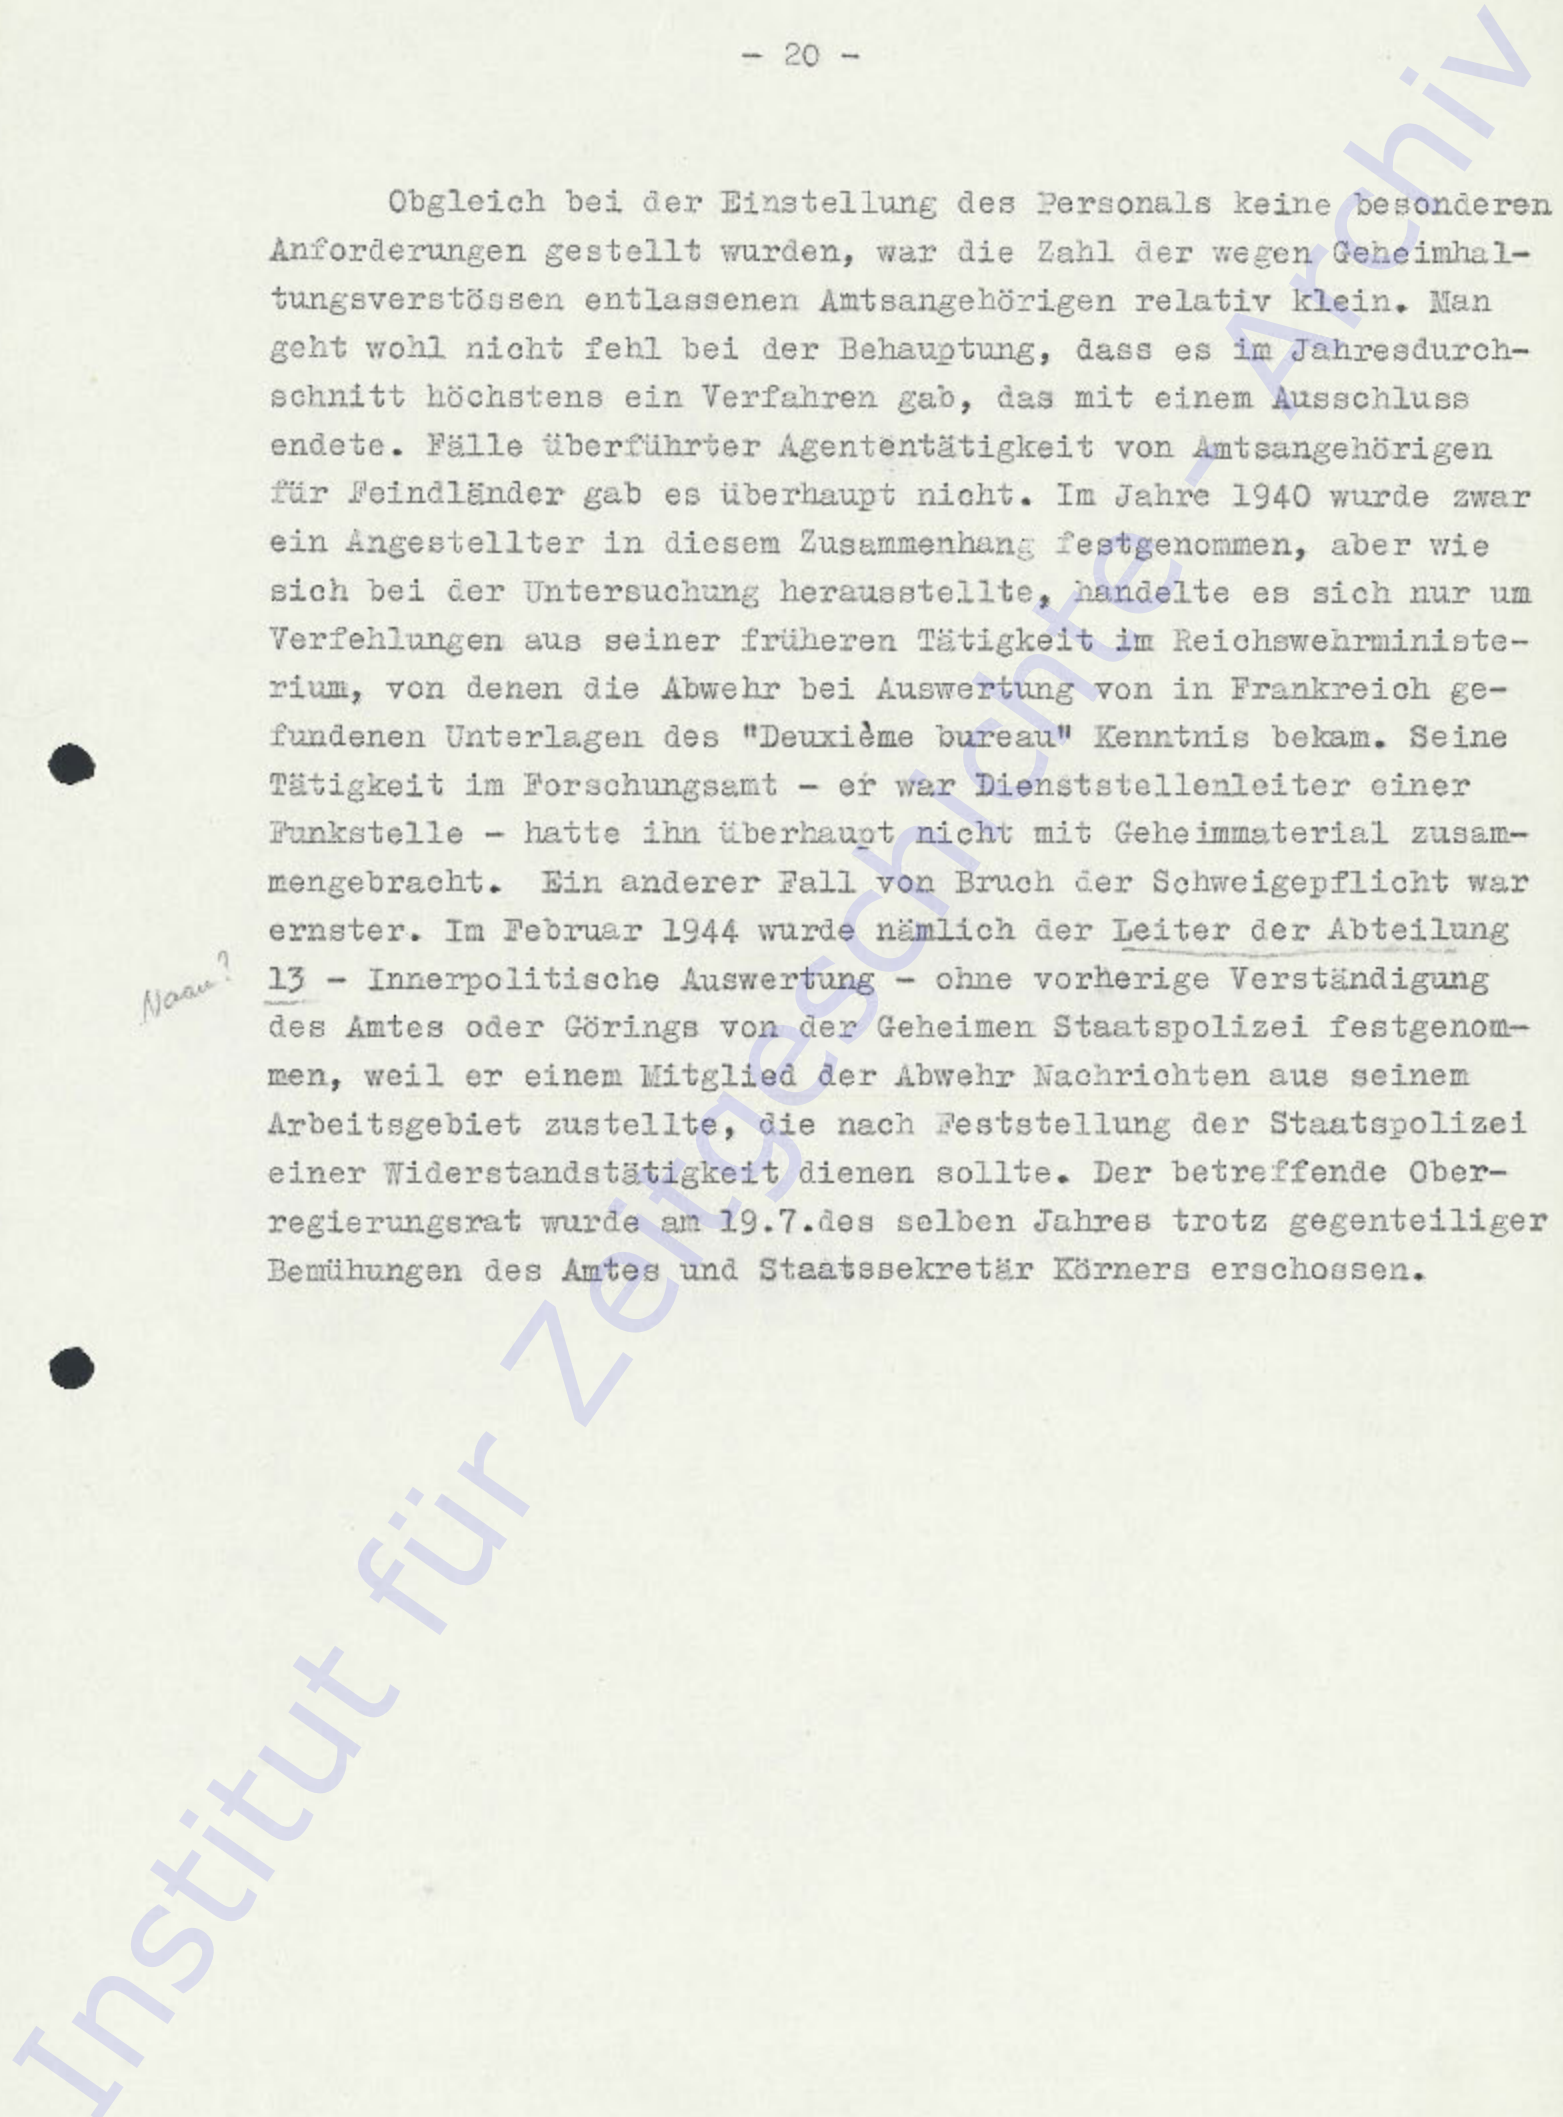 - 20 -
Obgleich bei der Einstellung des Personals keine besonderen
Anforderungen gestellt wurden, war die Zahl der wegen Geheimhal-
tungsverstössen entlassenen Amtsangehörigen relativ klein. Man
geht wohl nicht fehl bei der Behauptung, dass es im Jahresdurch-
schnitt höchstens ein Verfahren gab, das mit einem Ausschluss
endete. Fälle überführter Agententätigkeit von Amtsangehörigen
für Feindländer gab es überhaupt nicht. Im Jahre 1940 wurde zwar
ein Angestellter in diesem Zusammenhang festgenommen, aber wie
sich bei der Untersuchung herausstellte, handelte es sich nur um
Verfehlungen aus seiner früheren Tätigkeit im Reichswehrministe-
rium, von denen die Abwehr bei Auswertung von in Frankreich ge-
fundenen Unterlagen des "Deuxième bureau" Kenntnis bekam. Seine
Tätigkeit im Forschungsamt - er war Dienststellenleiter einer
Funkstelle - hatte ihn überhaupt nicht mit Geheimmaterial zusam-
mengebracht. Ein anderer Fall von Bruch der Schweigepflicht war
ernster. Im Februar 1944 wurde nämlich der Leiter der Abteilung
13 - Innerpolitische Auswertung - ohne vorherige Verständigung
des Amtes oder Görings von der Geheimen Staatspolizei festgenom-
men, weil er einem Mitglied der Abwehr Nachrichten aus seinem
Arbeitsgebiet zustellte, die nach Feststellung der Staatspolizei
einer Widerstandstätigkeit dienen sollte. Der betreffende Ober-
regierungsrat wurde am 19.7.des selben Jahres trotz gegenteiliger
Bemühungen des Amtes und Staatssekretär Körners erschossen.
Institut für Zeitgeschichte - Archiv